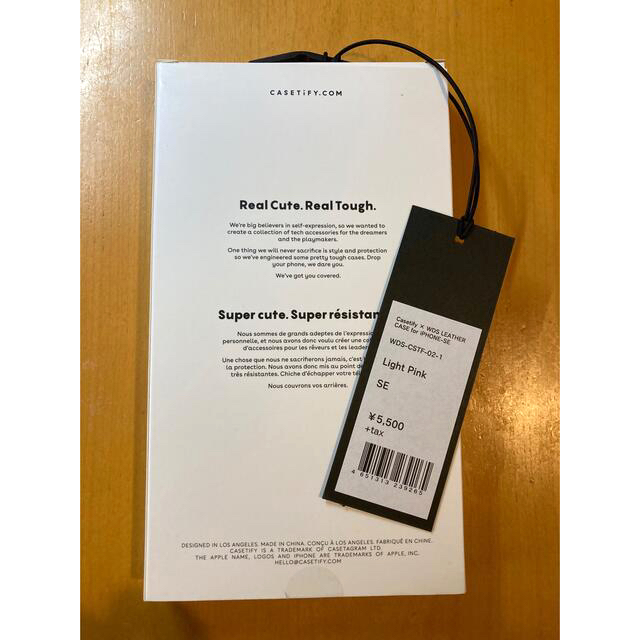 CASETiFY.COM
Real Cute. Real Tough.
We're big believers in self-expression, so we wanted to
create a collection of tech accessories for the dreamers
and the playmakers.
One thing we will never sacrifice is style and protection
so we've engineered some pretty tough cases. Drop
your phone, we dare you.
We've got you covered.
Super cute. Super résistan
Nous sommes de grands adeptes de l'expressi
personnelle, et nous avons donc voulu créer une co
d'accessoires pour les rêveurs et les leade
Une chose que nous ne sacrifierons jamais, c'est
la protection. Nous avons donc mis au point de
très résistantes. Chiche d'échapper votre tél
Nous couvrons vos arrières.
DESIGNED IN LOS ANGELES. MADE IN CHINA. CONÇU À LOS ANGELES. FABRIQUÉ EN CHINE.
CASETIFY IS A TRADEMARK OF CASETAGRAM LTD.
THE APPLE NAME, LOGOS AND IPHONE ARE TRADEMARKS OF APPLE, INC.
HELLO@CASETIFY.COM
Casetify × WDS LEATHER
CASE for iPHONE-SE
WDS-CSTF-02-1
Light Pink
SE
¥5,500
+tax
4 651313 239265